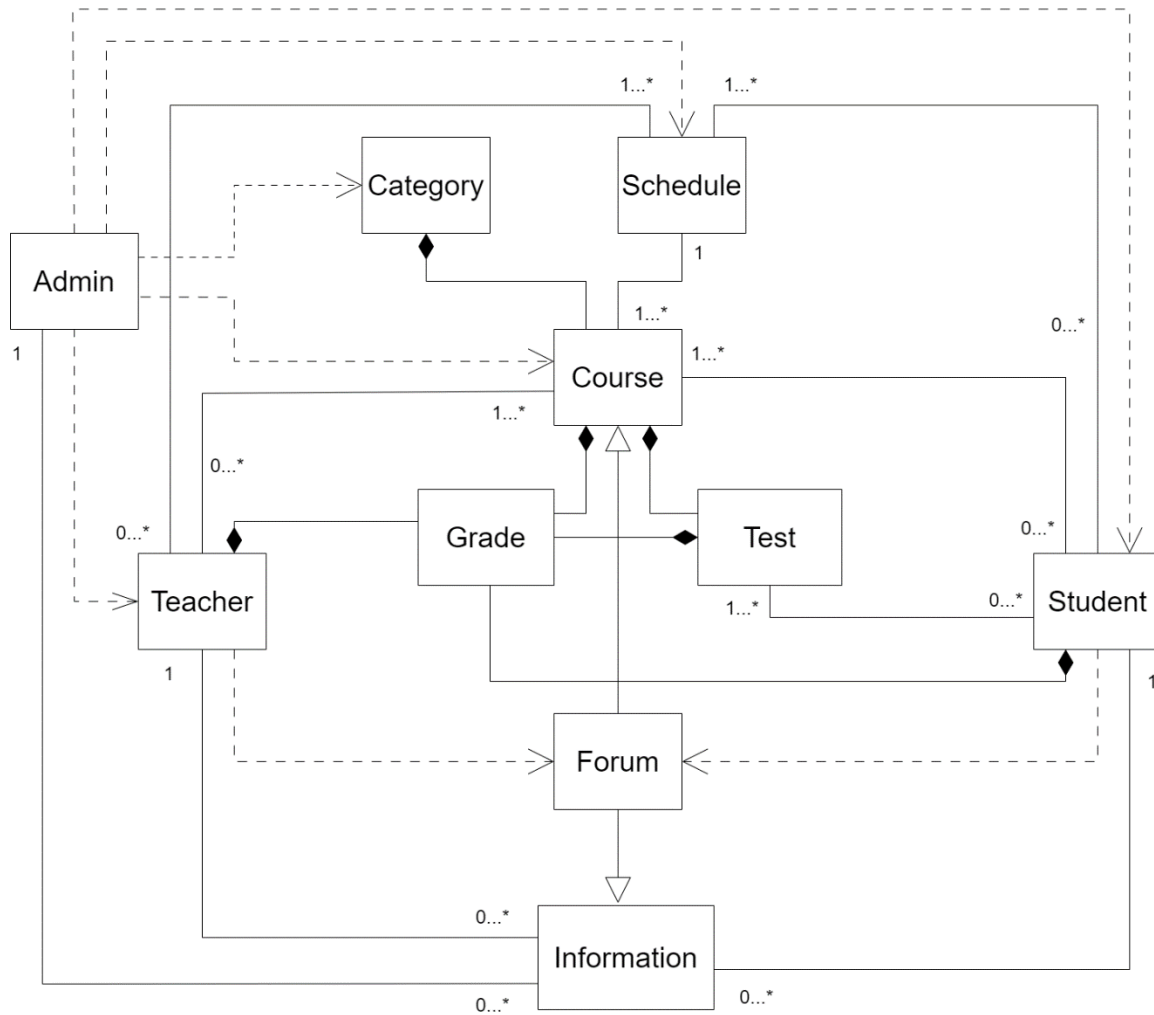 1...*
1...*
Category
Schedule
Admin
1
1...*
0...*
1
1...*
Course
1...*
0...*
0...*
0...*
Grade
Test
Teacher
1...*
0...*
Student
1
1
Forum
0...*
Information
0...*
0...*